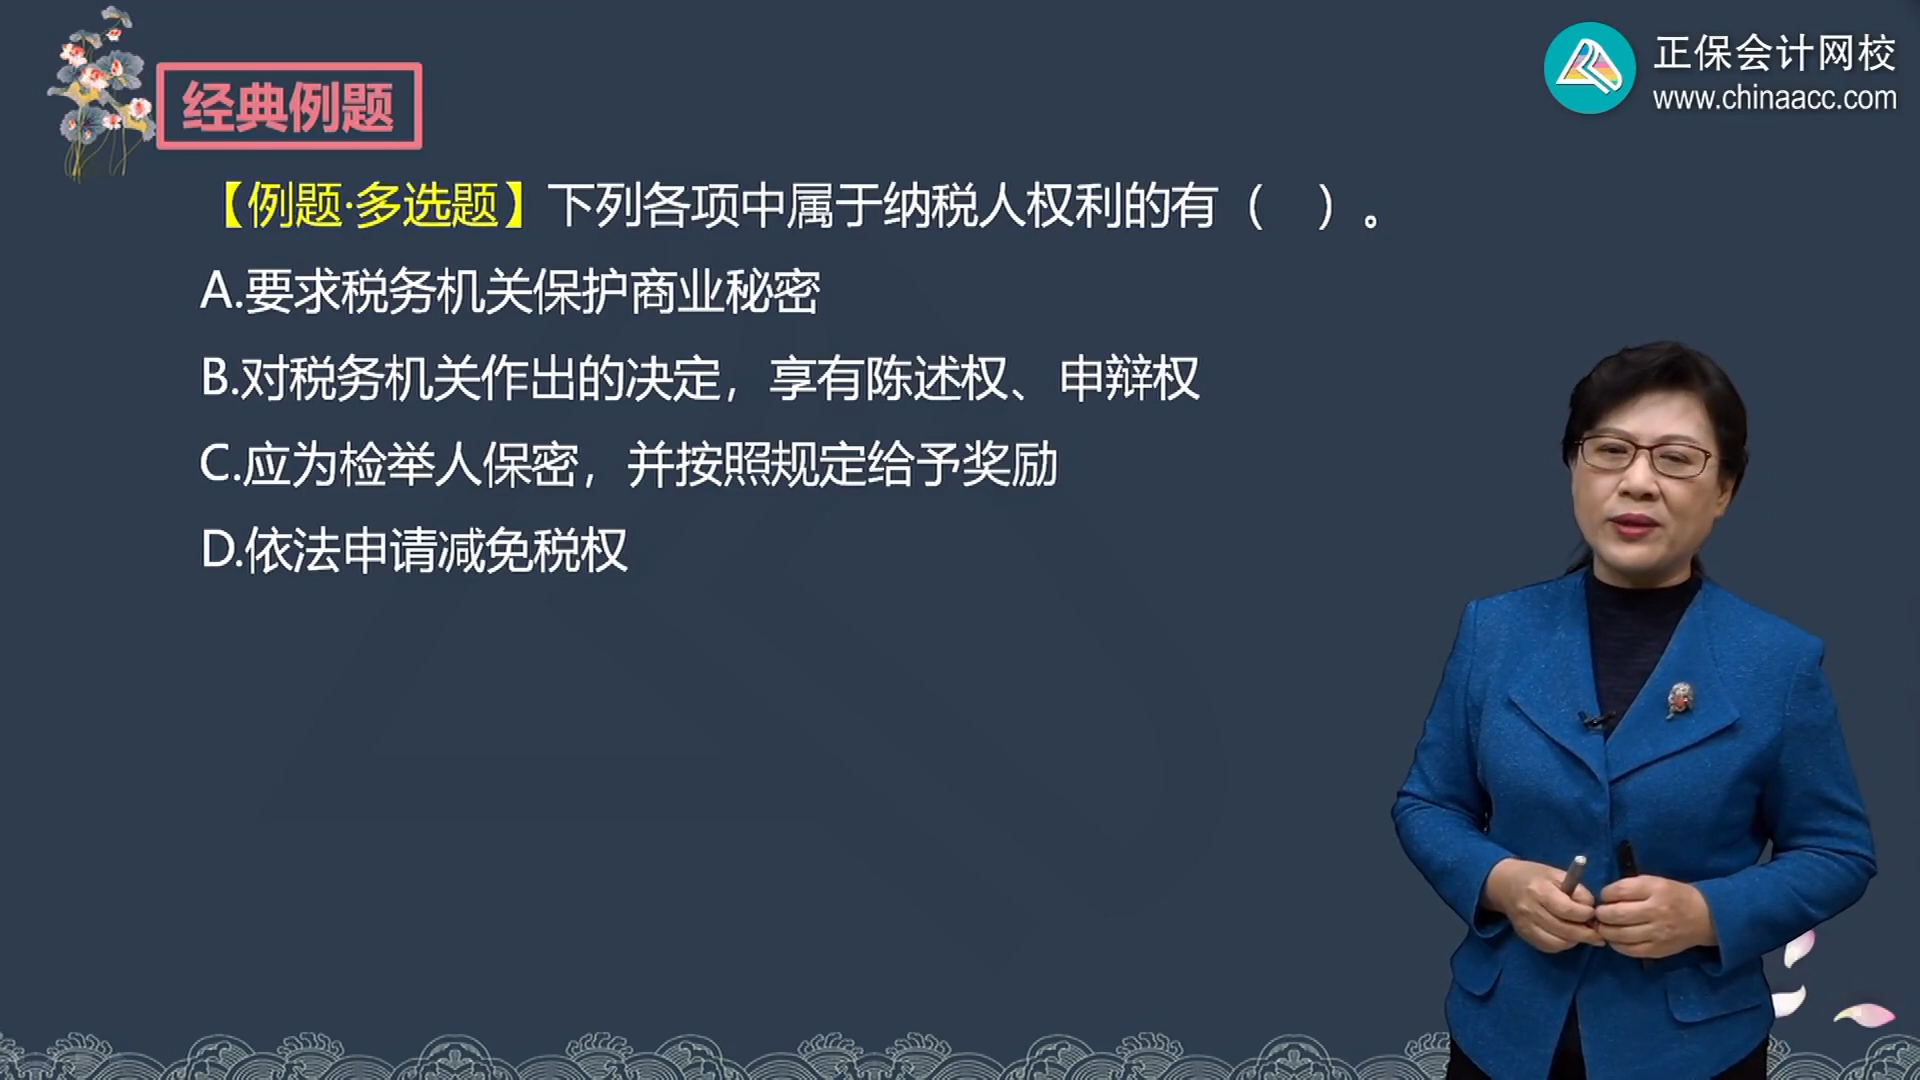 正保会计网校
www.chinaacc.com
经典例题
【例题·多选题】下列各项中属于纳税人权利的有（ ）。
A.要求税务机关保护商业秘密
B.对税务机关作出的决定，享有陈述权、申辩权
C.应为检举人保密，并按照规定给予奖励
D.依法申请减免税权